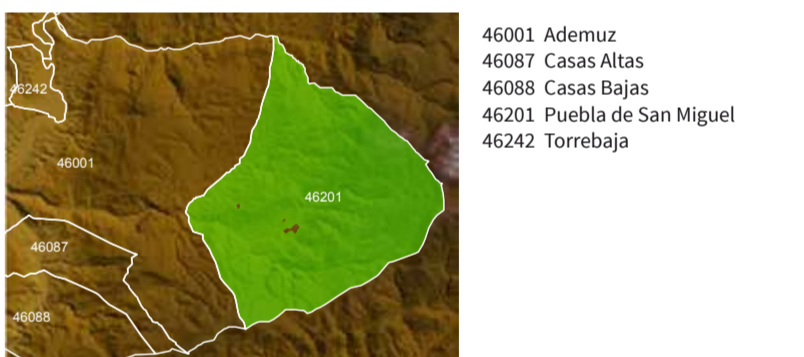 46242
46001
46201
46087
46088
46001 Ademuz
46087 Casas Altas
46088 Casas Bajas
46201 Puebla de San Miguel
46242 Torrebaja